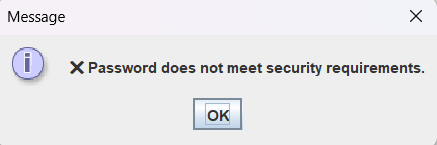 Message
❌ Password does not meet security requirements.
OK